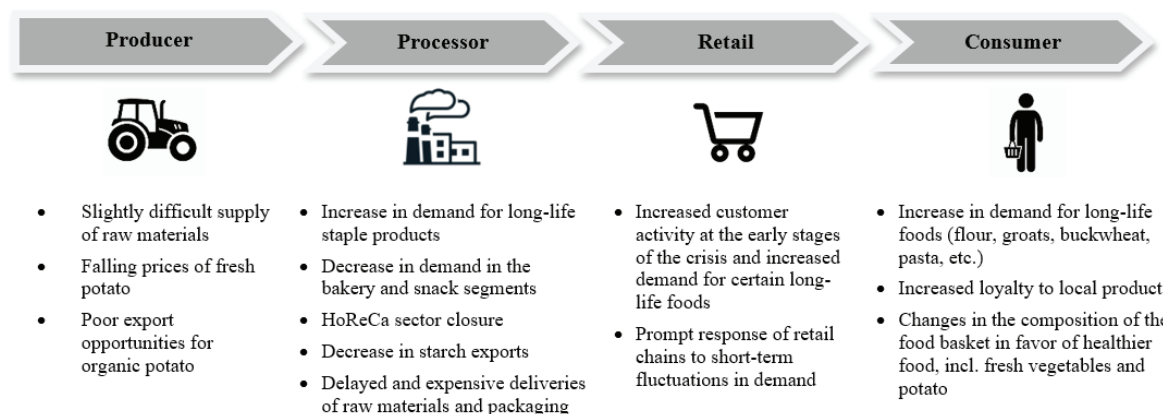 Producer
Processor
Retail
Consumer
• Slightly difficult supply
of raw materials
• Falling prices of fresh
potato
• Poor export
opportunities for
organic potato
• Increase in demand for long-life
staple products
• Decrease in demand in the
bakery and snack segments
• HoReCa sector closure
• Decrease in starch exports
• Delayed and expensive deliveries
of raw materials and packaging
• Increased customer
activity at the early stages
of the crisis and increased
demand for certain long-
life foods
• Prompt response of retail
chains to short-term
fluctuations in demand
• Increase in demand for long-life
foods (flour, groats, buckwheat,
pasta, etc.)
• Increased loyalty to local product
• Changes in the composition of the
food basket in favor of healthier
food, incl. fresh vegetables and
potato